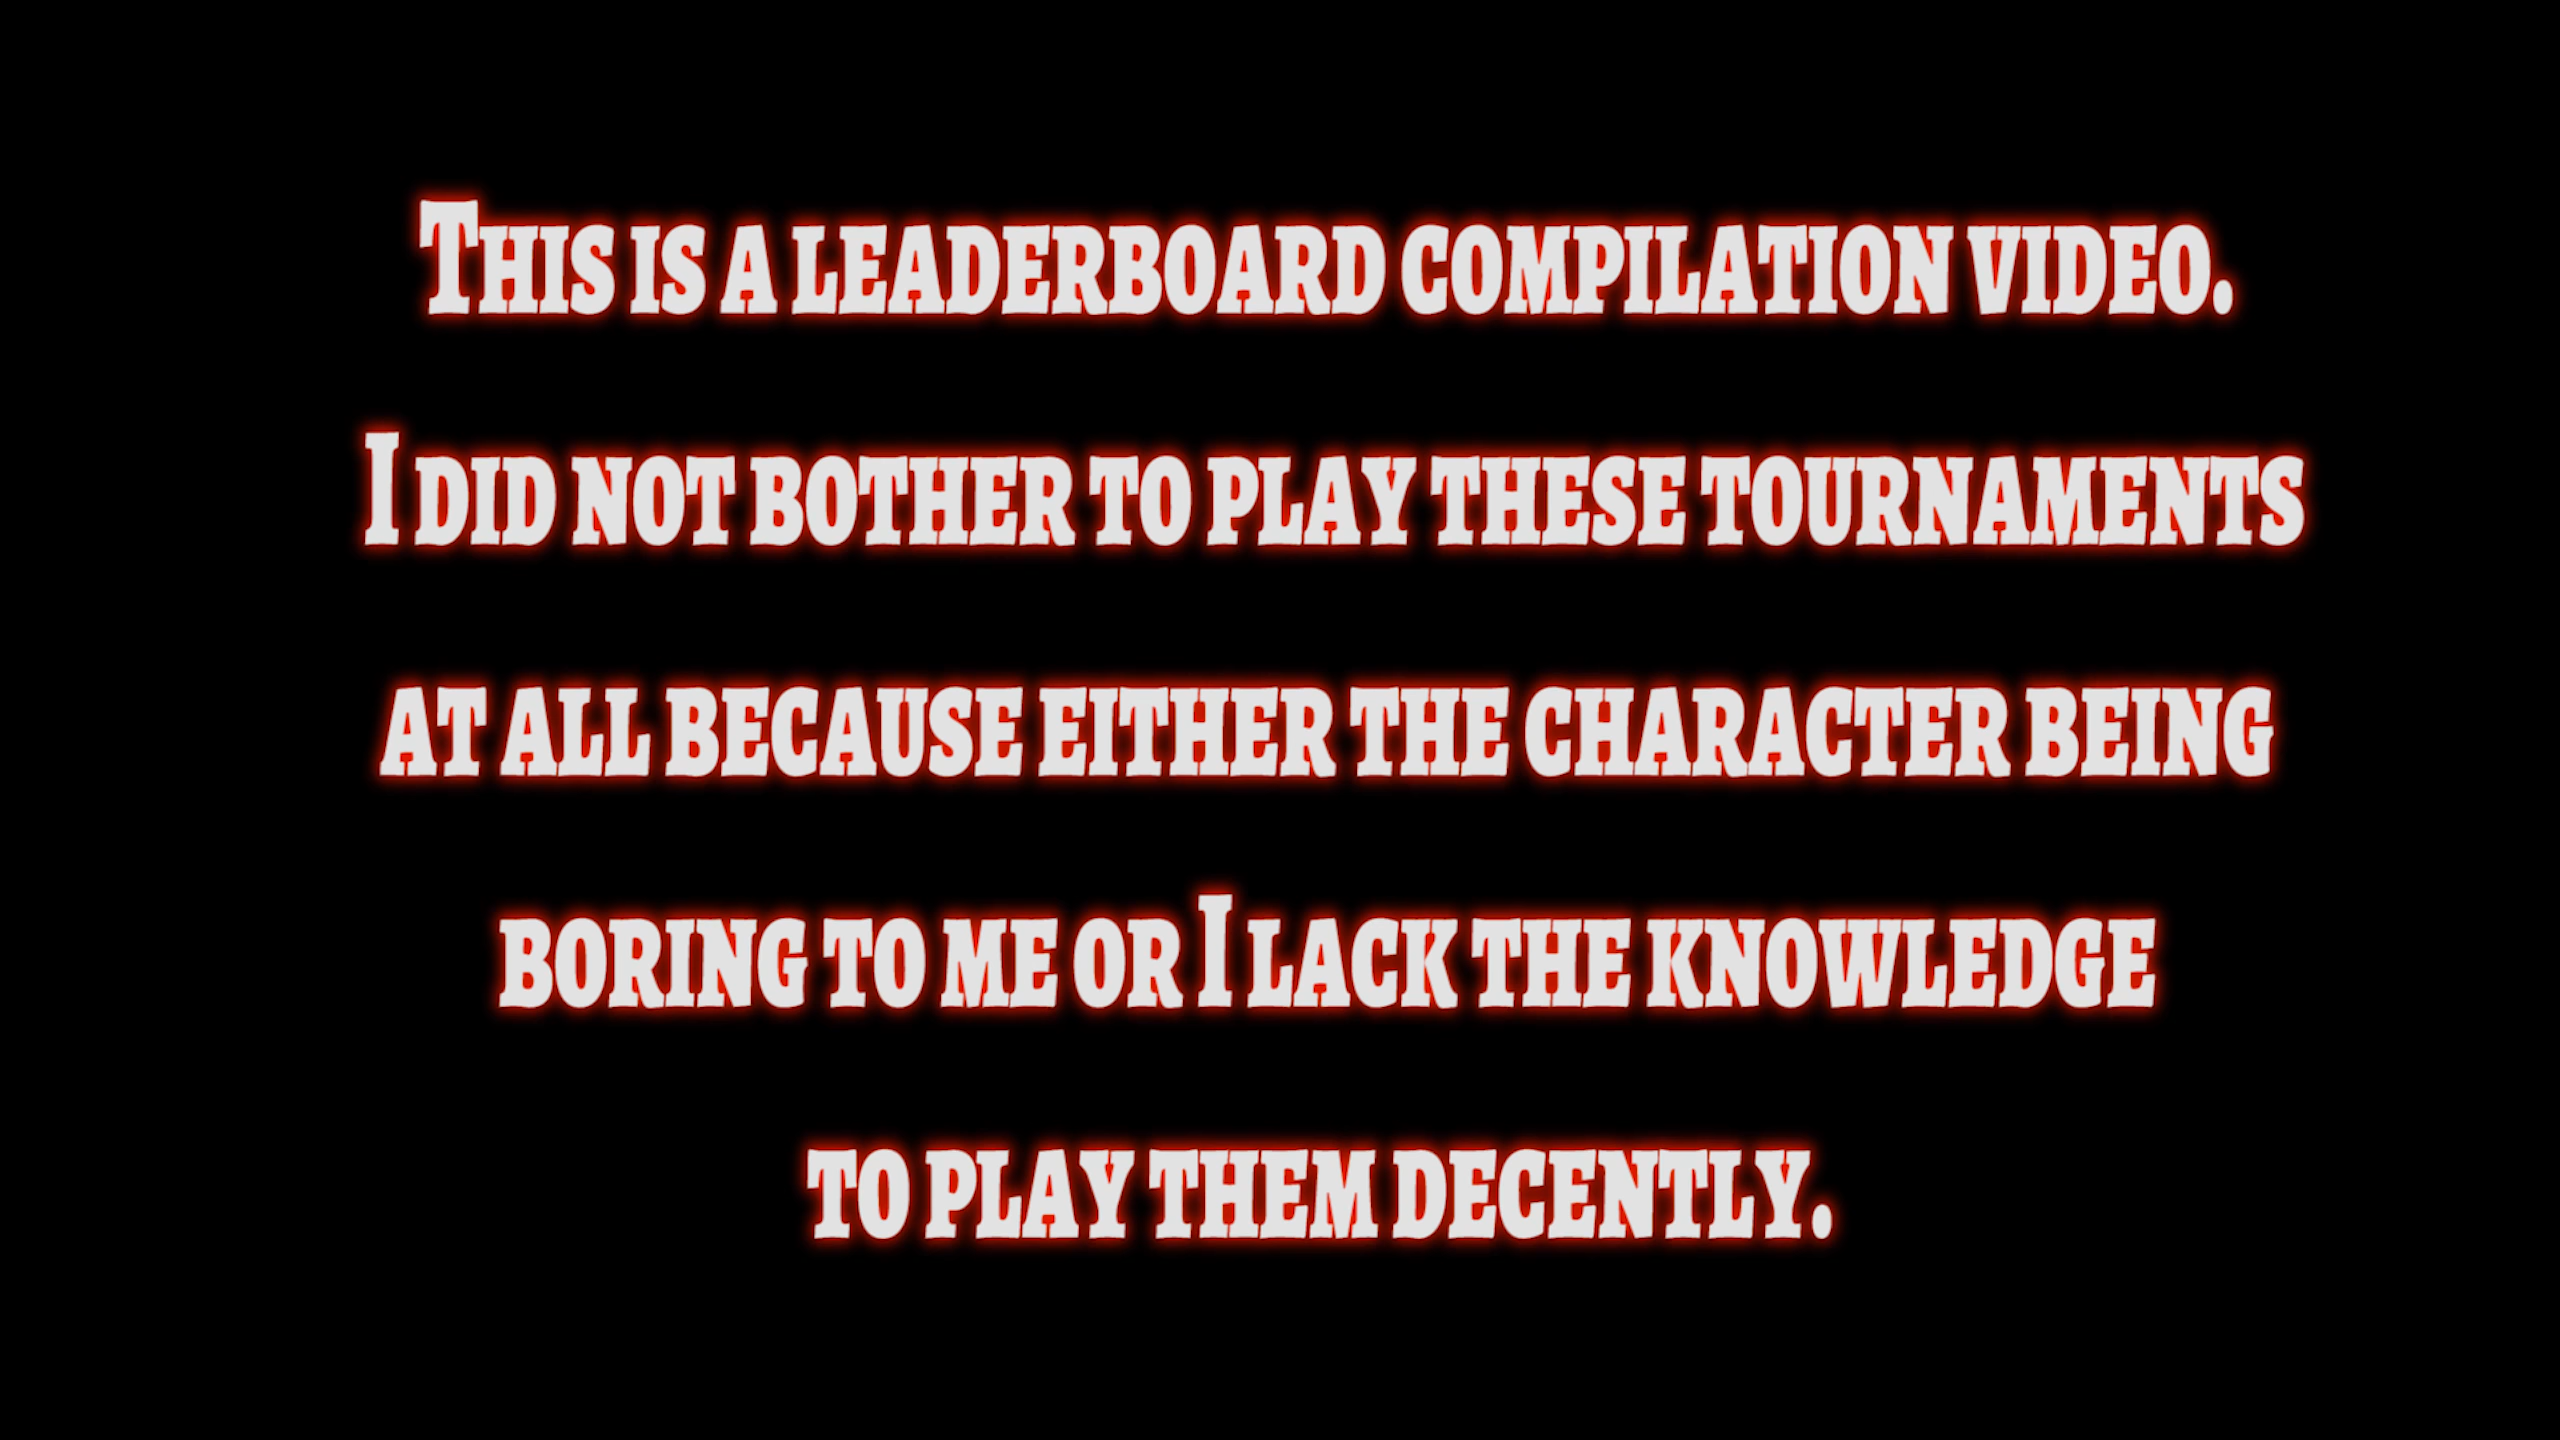 This is a leaderboard compilation video.
I did not bother to play these tournaments
at all because either the character being
boring to me or I lack the knowledge
to play them decently.